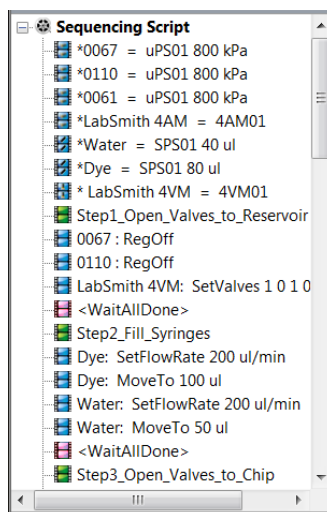 Sequencing Script
*0067 = uPS01 800 kPa
*0110 = uPS01 800 kPa
*0061 = uPS01 800 kPa
*LabSmith 4AM = 4AM01
*Water = SPS01 40 ul
*Dye = SPS01 80 ul
* LabSmith 4VM = 4VM01
Step1_Open_Valves_to_Reservoir
0067 : RegOff
0110 : RegOff
LabSmith 4VM: SetValves 1 0 1 0
<WaitAllDone>
Step2_Fill_Syringes
Dye: SetFlowRate 200 ul/min
Dye: MoveTo 100 ul
Water: SetFlowRate 200 ul/min
Water: MoveTo 50 ul
<WaitAllDone>
Step3_Open_Valves_to_Chip